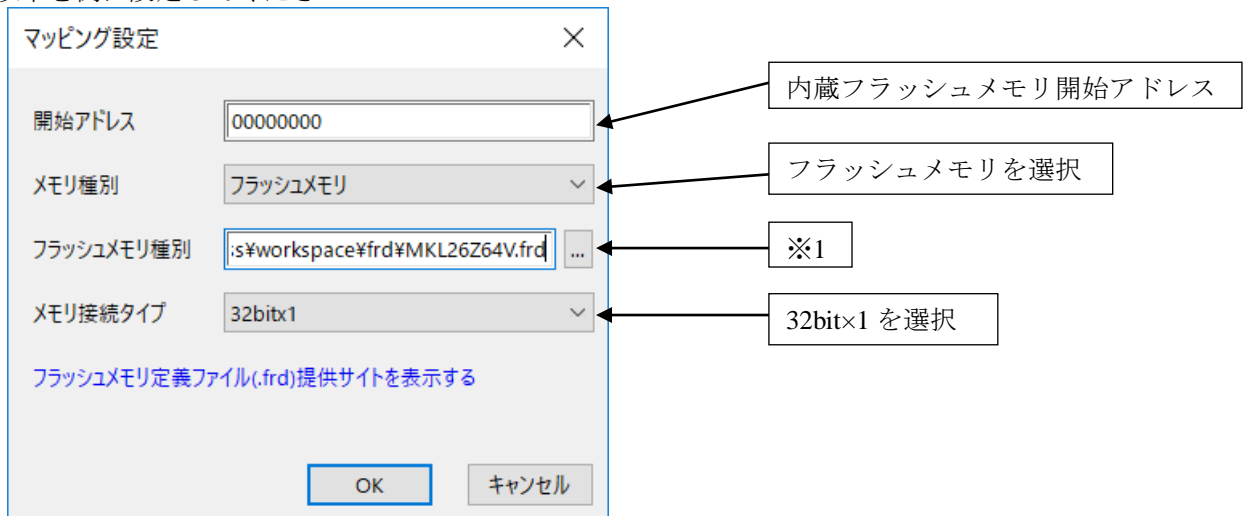 マッピング設定
開始アドレス
00000000
内蔵フラッシュメモリ開始アドレス
メモリ種別
フラッシュメモリ
フラッシュメモリを選択
フラッシュメモリ種別
s¥workspace¥frd¥MKL26Z64V.frd
...
※1
メモリ接続タイプ
32bitx1
32bit×1 を選択
フラッシュメモリ定義ファイル(.frd)提供サイトを表示する
OK
キャンセル